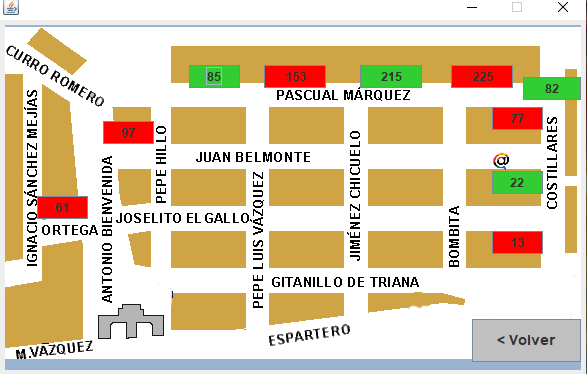 CURRO ROMERO
85
153
215
225
82
PASCUAL MÁRQUEZ
77
97
IGNACIO SÁNCHEZ MEJÍAS
PEPE HILLO
JIMÉNEZ CHICUELO
COSTILLARES
JUAN BELMONTE
@
22
ANTONIO BIENVENIDA
PEPE LUIS VÁZQUEZ
61
JOSELITO EL GALLO
ORTEGA
BOMBITA
13
GITANILLO DE TRIANA
ESPARTERO
M.VÁZQUEZ
< Volver